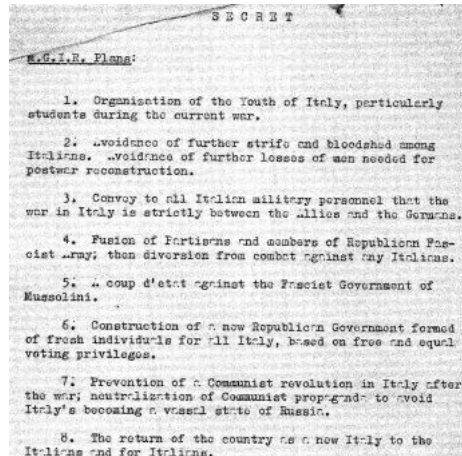 SECRET
M.G.I.R. Plans:
1. Organization of the Youth of Italy, particularly
students during the current war.
2. Avoidance of further strife and bloodshed among
Italians. Avoidance of further losses of men needed for
postwar reconstruction.
3. Convey to all Italian military personnel that the
war in Italy is strictly between the Allies and the Germans.
4. Fusion of Partisans and members of Republican Fas-
cist Army; then diversion from combat against any Italians.
5. A coup d'etat against the Fascist Government of
Mussolini.
6. Construction of a new Republican Government formed
of fresh individuals for all Italy, based on free and equal
voting privileges.
7. Prevention of a Communist revolution in Italy after
the war; neutralization of Communist propaganda to avoid
Italy's becoming a vassal state of Russia.
8. The return of the country as a new Italy to the
Italians and for Italians.